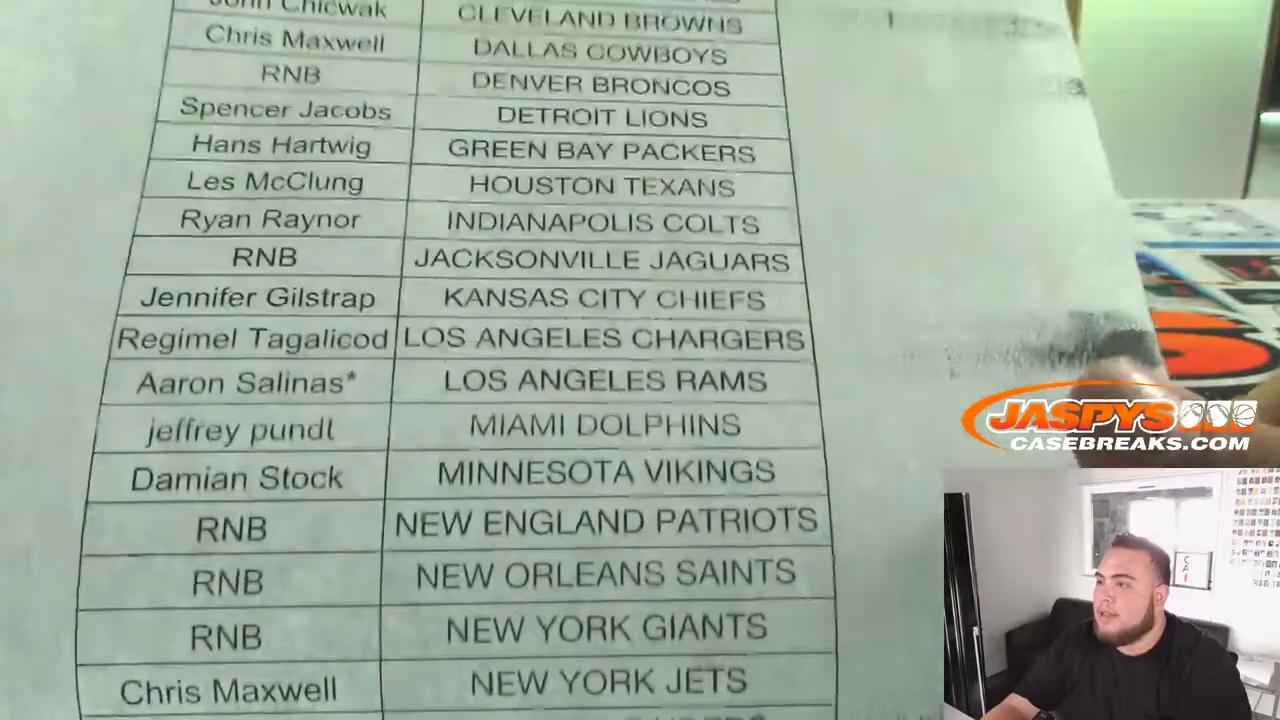 John Chicwak CLEVELAND BROWNS
Chris Maxwell DALLAS COWBOYS
RNB DENVER BRONCOS
Spencer Jacobs DETROIT LIONS
Hans Hartwig GREEN BAY PACKERS
Les McClung HOUSTON TEXANS
Ryan Raynor INDIANAPOLIS COLTS
RNB JACKSONVILLE JAGUARS
Jennifer Gilstrap KANSAS CITY CHIEFS
Regimel Tagalicod LOS ANGELES CHARGERS
Aaron Salinas* LOS ANGELES RAMS
jeffrey pundt MIAMI DOLPHINS
Damian Stock MINNESOTA VIKINGS
RNB NEW ENGLAND PATRIOTS
RNB NEW ORLEANS SAINTS
RNB NEW YORK GIANTS
Chris Maxwell NEW YORK JETS
JASPYS
CASEBREAKS.COM